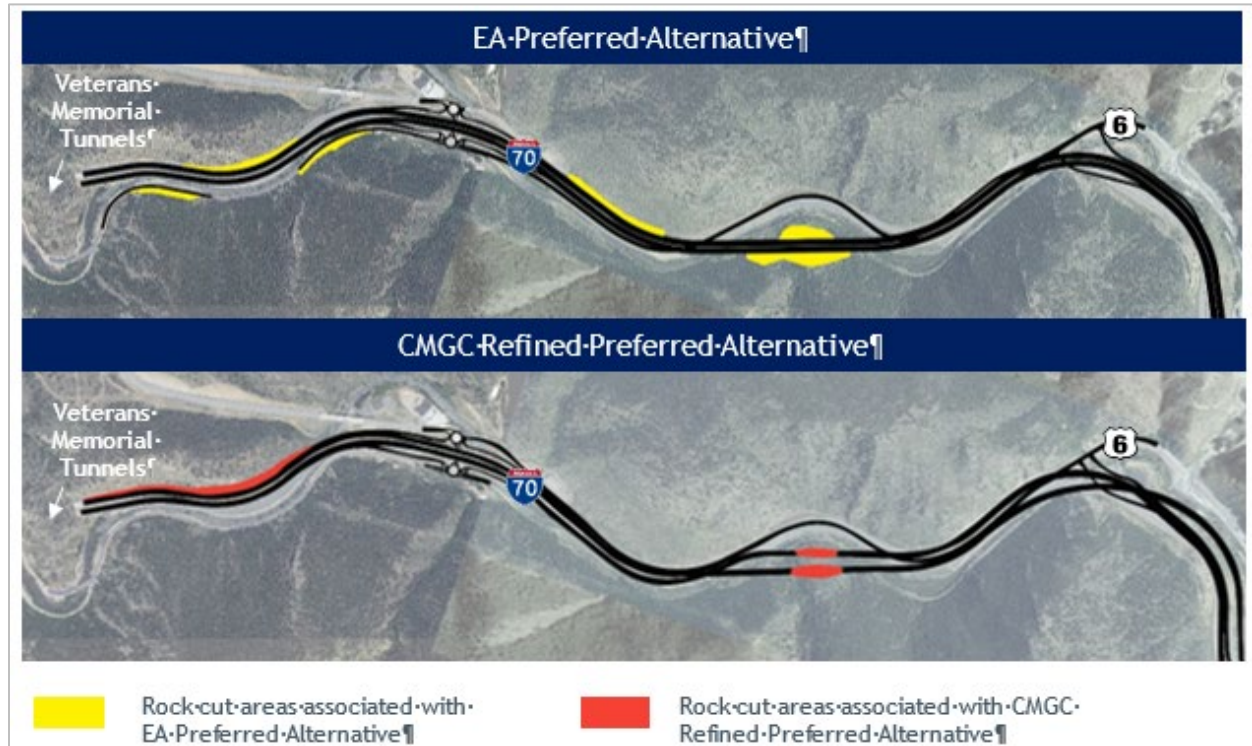 EA·Preferred·Alternative¶
Veterans·
Memorial·
Tunnels
70
6
CMGC·Refined·Preferred·Alternative¶
Veterans·
Memorial·
Tunnels
70
6
Rock·cut·areas·associated·with·
EA·Preferred·Alternative¶
Rock·cut·areas·associated·with·CMGC·
Refined·Preferred·Alternative¶